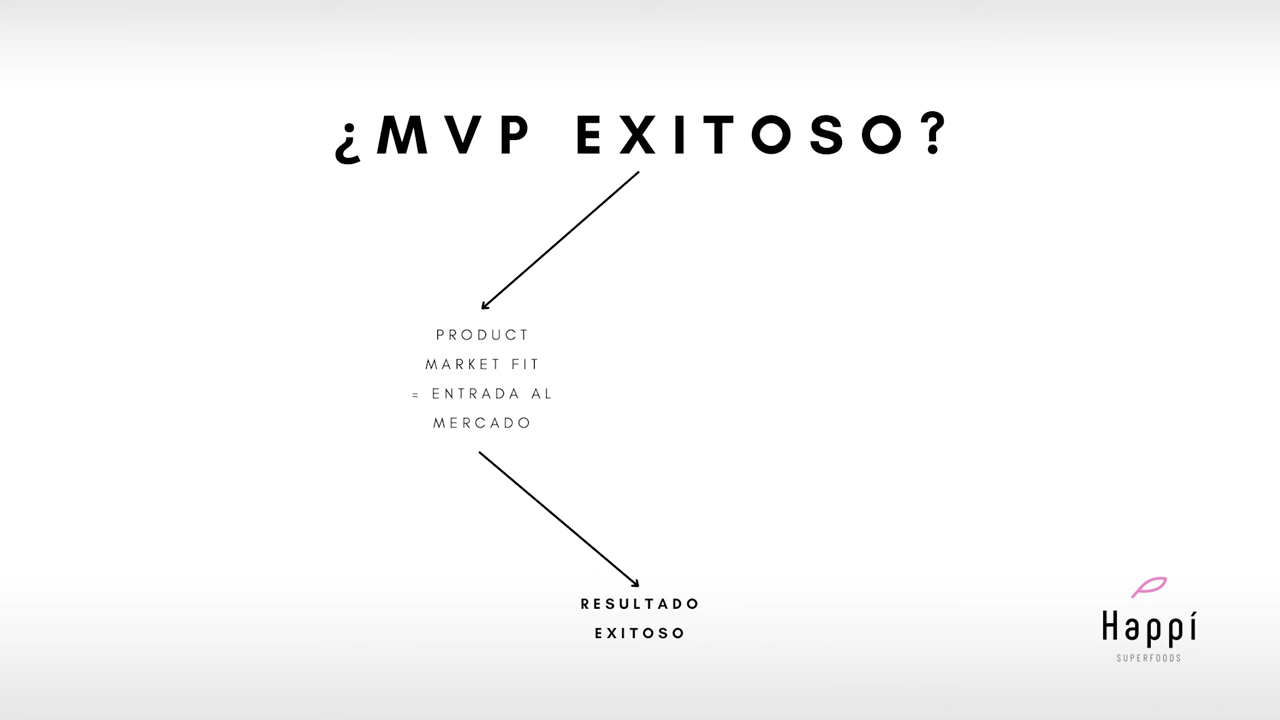 ¿MVP EXITOSO?
PRODUCT
MARKET FIT
= ENTRADA AL
MERCADO
RESULTADO
EXITOSO
Happí
SUPERFOODS